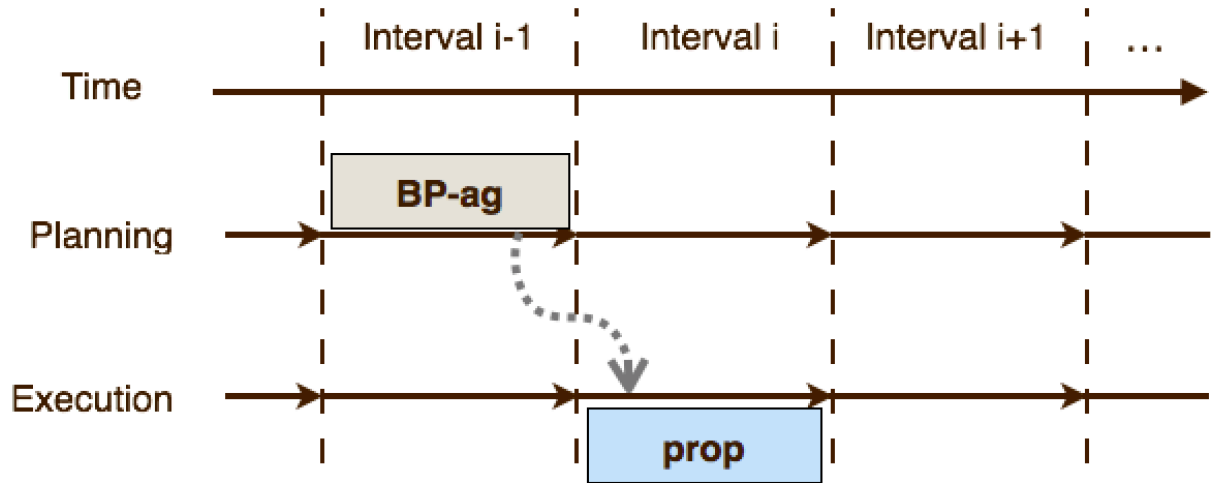 Interval i-1 Interval i Interval i+1 ...
Time
BP-ag
Planning
Execution
prop